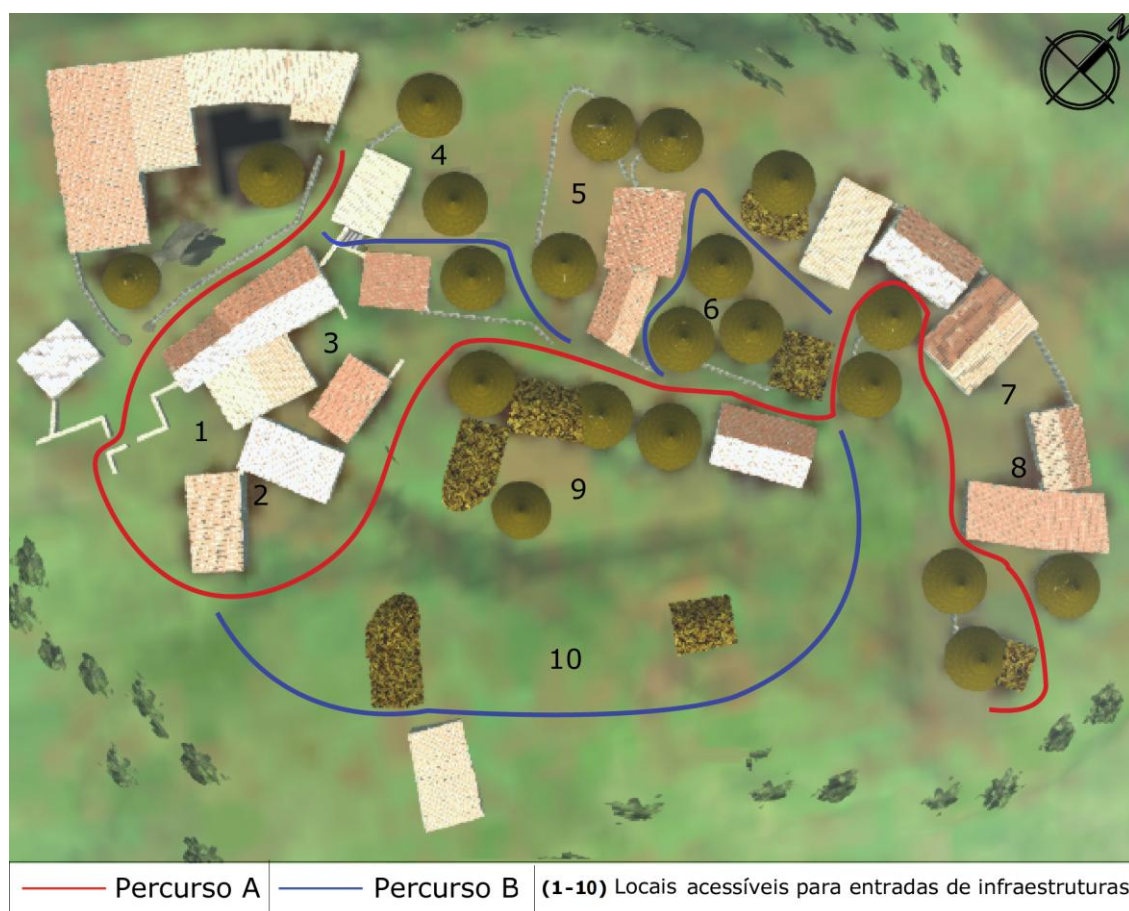 N
4
5
6
3
7
1
8
2
9
10
Percurso A
Percurso B
(1-10) Locais acessíveis para entradas de infraestruturas